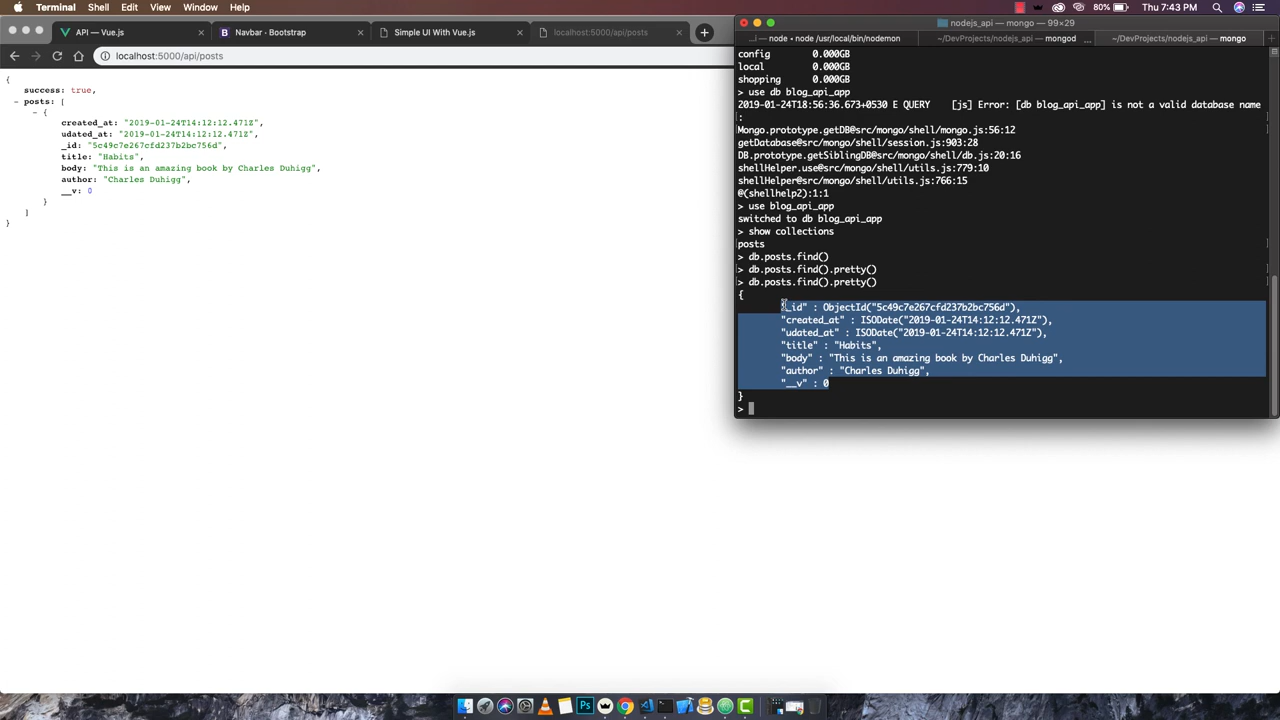 Terminal Shell Edit View Window Help
80% Thu 7:43 PM
API — Vue.js
Navbar · Bootstrap
Simple UI With Vue.js
localhost:5000/api/posts
localhost:5000/api/posts
{
success: true,
- posts: [
- {
created_at: "2019-01-24T14:12:12.471Z",
udated_at: "2019-01-24T14:12:12.471Z",
_id: "5c49c7e267cfd237b2bc756d",
title: "Habits",
body: "This is an amazing book by Charles Duhigg",
author: "Charles Duhigg",
__v: 0
}
]
}
nodejs_api — mongo — 99×29
... — node • node /usr/local/bin/nodemon
~/DevProjects/nodejs_api — mongod
~/DevProjects/nodejs_api — mongo
config 0.000GB
local 0.000GB
shopping 0.000GB
> use db blog_api_app
2019-01-24T18:56:36.673+0530 E QUERY [js] Error: [db blog_api_app] is not a valid database name
:
Mongo.prototype.getDB@src/mongo/shell/mongo.js:56:12
getDatabase@src/mongo/shell/session.js:903:28
DB.prototype.getSiblingDB@src/mongo/shell/db.js:20:16
shellHelper.use@src/mongo/shell/utils.js:779:10
shellHelper@src/mongo/shell/utils.js:766:15
@(shellhelp2):1:1
> use blog_api_app
switched to db blog_api_app
> show collections
posts
> db.posts.find()
> db.posts.find().pretty()
> db.posts.find().pretty()
{
"_id" : ObjectId("5c49c7e267cfd237b2bc756d"),
"created_at" : ISODate("2019-01-24T14:12:12.471Z"),
"udated_at" : ISODate("2019-01-24T14:12:12.471Z"),
"title" : "Habits",
"body" : "This is an amazing book by Charles Duhigg",
"author" : "Charles Duhigg",
"__v" : 0
}
>
Ps